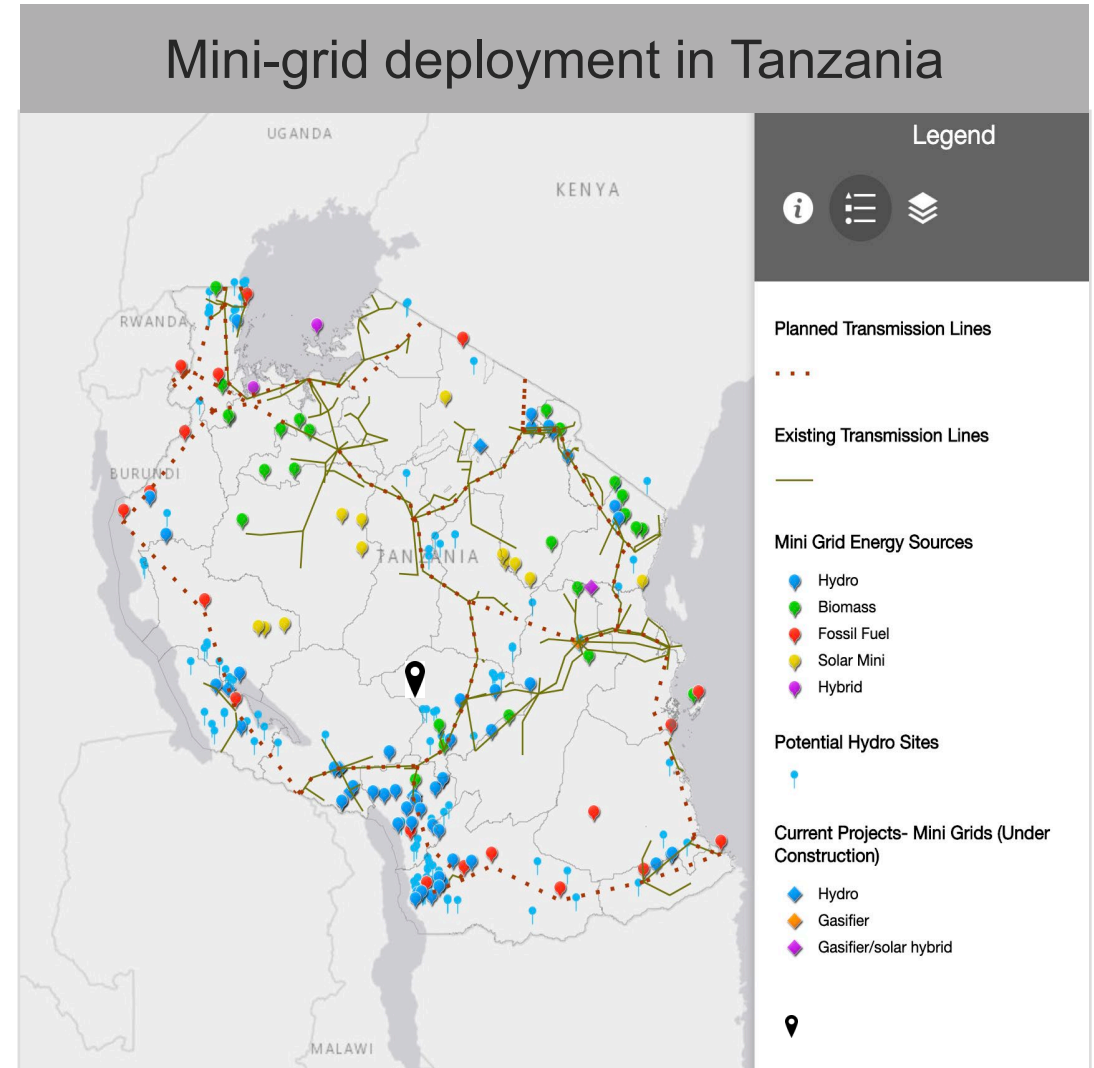 Mini-grid deployment in Tanzania
UGANDA
KENYA
RWANDA
BURUNDI
TANZANIA
MALAWI
Legend
i
Planned Transmission Lines
Existing Transmission Lines
Mini Grid Energy Sources
Hydro
Biomass
Fossil Fuel
Solar Mini
Hybrid
Potential Hydro Sites
Current Projects- Mini Grids (Under
Construction)
Hydro
Gasifier
Gasifier/solar hybrid